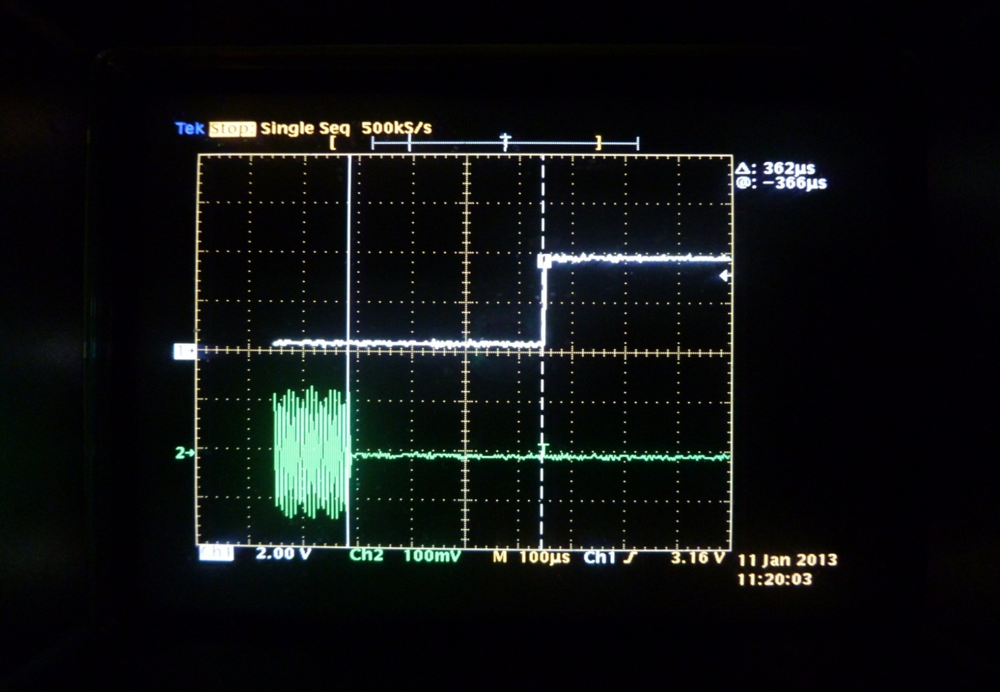 Tek Stop: Single Seq 500kS/s
Δ: 362µs
@: −366µs
1→
2→
Ch1 2.00 V Ch2 100mV M 100µs Ch1 3.16 V
11 Jan 2013
11:20:03